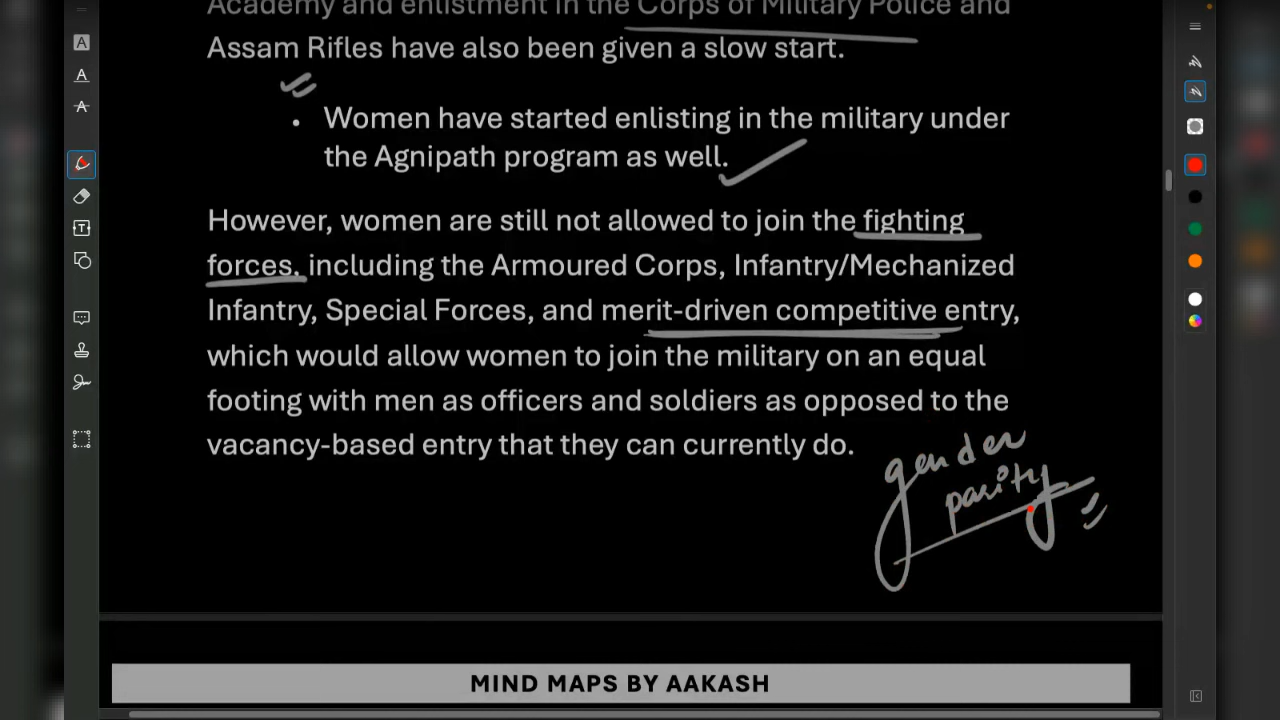 Academy and enlistment in the Corps of Military Police and
Assam Rifles have also been given a slow start.
• Women have started enlisting in the military under
the Agnipath program as well.
However, women are still not allowed to join the fighting
forces, including the Armoured Corps, Infantry/Mechanized
Infantry, Special Forces, and merit-driven competitive entry,
which would allow women to join the military on an equal
footing with men as officers and soldiers as opposed to the
vacancy-based entry that they can currently do.
gender
parity
MIND MAPS BY AAKASH